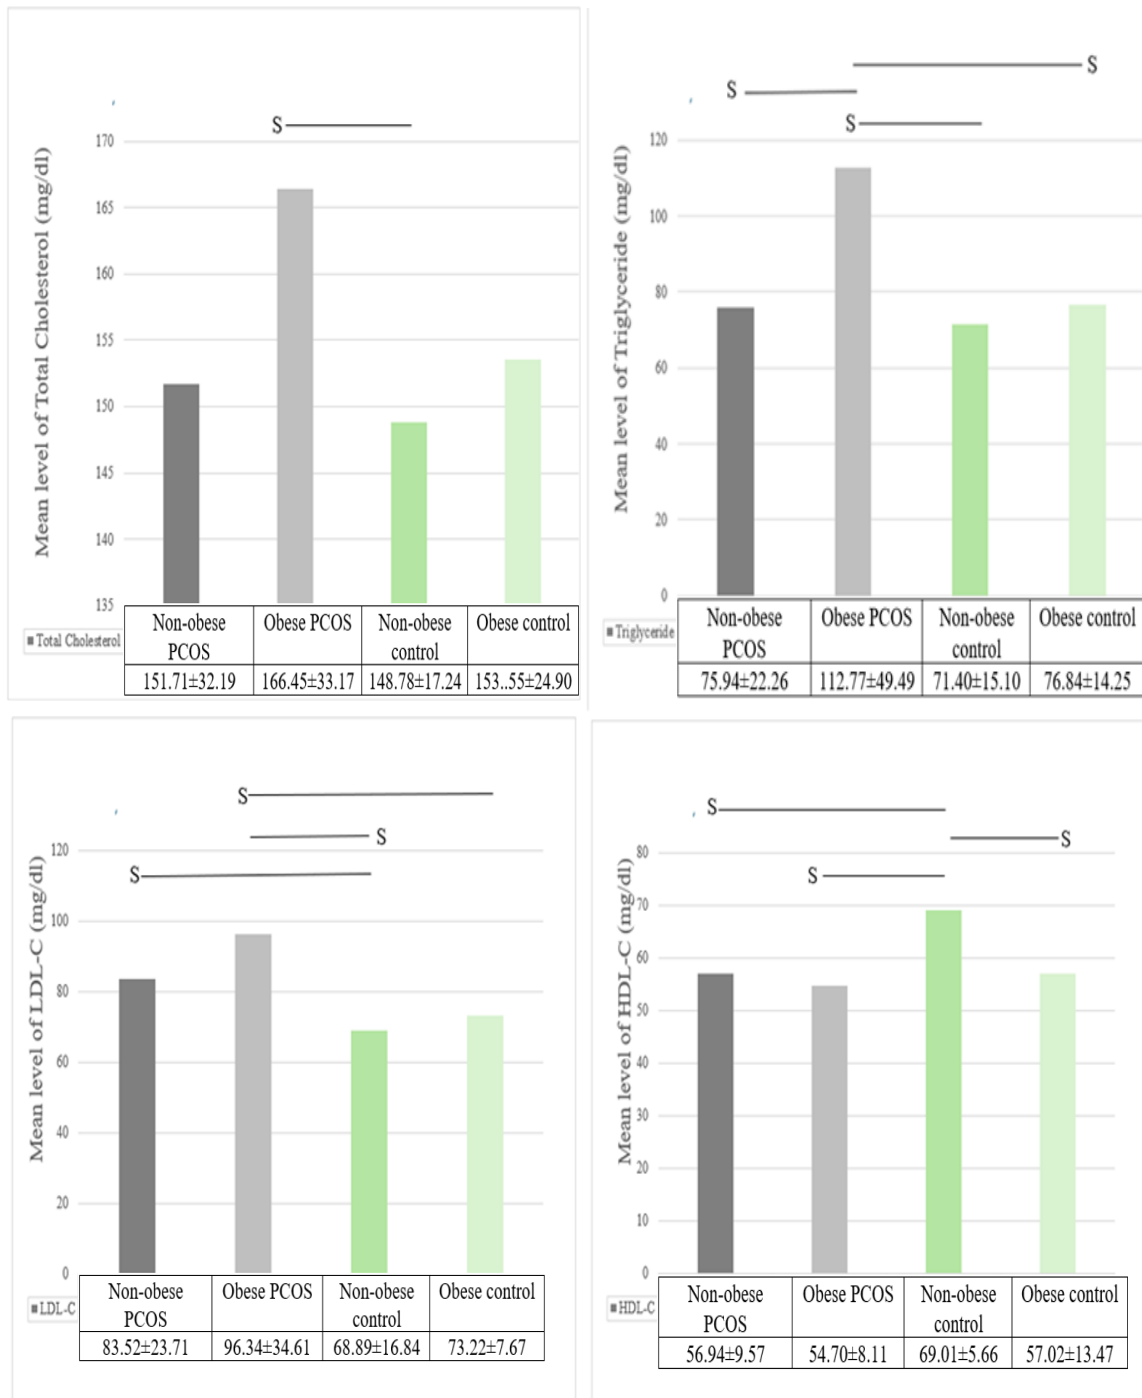 S
170
165
160
155
150
145
140
135
Mean level of Total Cholesterol (mg/dl)
Total Cholesterol
Non-obese PCOS
Obese PCOS
Non-obese control
Obese control
151.71±32.19
166.45±33.17
148.78±17.24
153..55±24.90
S
S
S
120
100
80
60
40
20
0
Mean level of Triglyceride (mg/dl)
Triglyceride
Non-obese PCOS
Obese PCOS
Non-obese control
Obese control
75.94±22.26
112.77±49.49
71.40±15.10
76.84±14.25
S
S
S
120
100
80
60
40
20
0
Mean level of LDL-C (mg/dl)
LDL-C
Non-obese PCOS
Obese PCOS
Non-obese control
Obese control
83.52±23.71
96.34±34.61
68.89±16.84
73.22±7.67
S
S
S
80
70
60
50
40
30
20
10
0
Mean level of HDL-C (mg/dl)
HDL-C
Non-obese PCOS
Obese PCOS
Non-obese control
Obese control
56.94±9.57
54.70±8.11
69.01±5.66
57.02±13.47